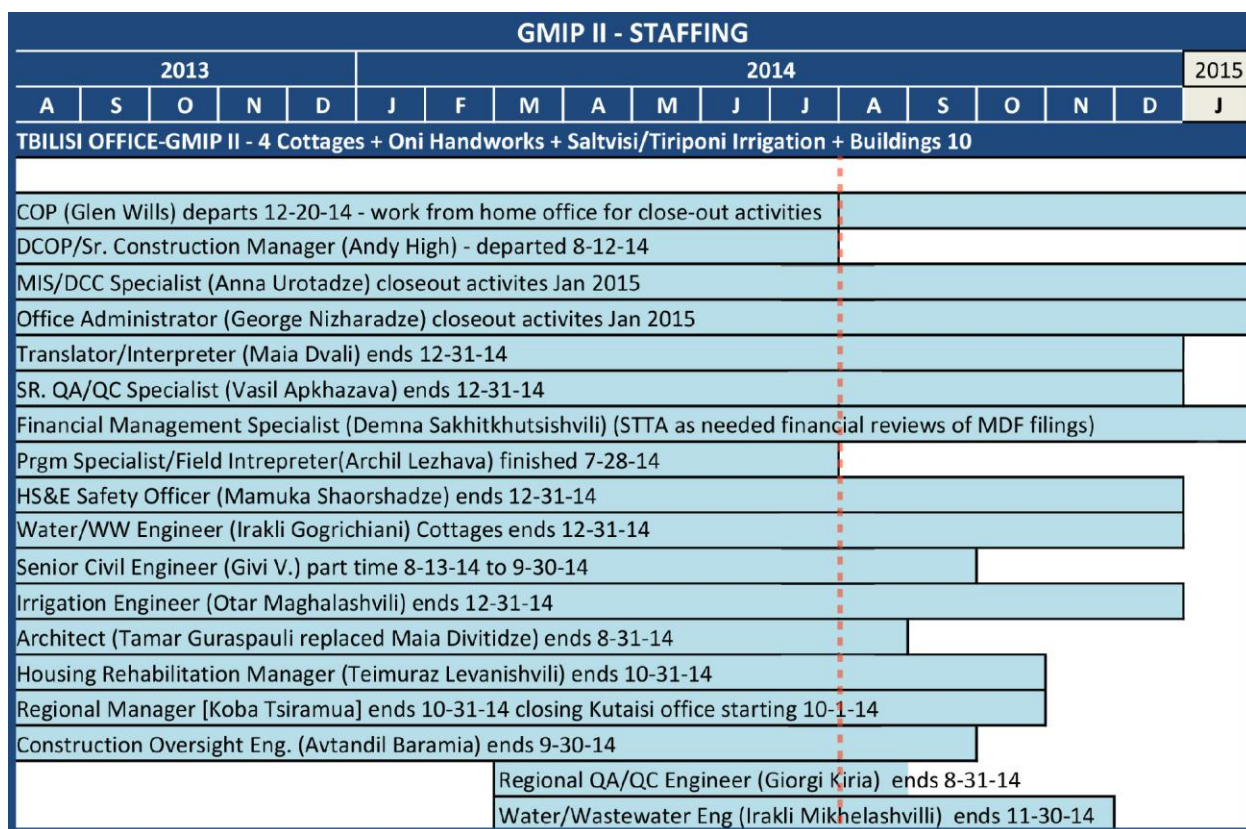 GMIP II - STAFFING
2013 2014 2015
A S O N D J F M A M J J A S O N D J
TBILISI OFFICE-GMIP II - 4 Cottages + Oni Handworks + Saltvisi/Tiriponi Irrigation + Buildings 10
COP (Glen Wills) departs 12-20-14 - work from home office for close-out activities
DCOP/Sr. Construction Manager (Andy High) - departed 8-12-14
MIS/DCC Specialist (Anna Urotadze) closeout activites Jan 2015
Office Administrator (George Nizharadze) closeout activites Jan 2015
Translator/Interpreter (Maia Dvali) ends 12-31-14
SR. QA/QC Specialist (Vasil Apkhazava) ends 12-31-14
Financial Management Specialist (Demna Sakhitkhutsishvili) (STTA as needed financial reviews of MDF filings)
Prgm Specialist/Field Intrepreter(Archil Lezhava) finished 7-28-14
HS&E Safety Officer (Mamuka Shaorshadze) ends 12-31-14
Water/WW Engineer (Irakli Gogrichiani) Cottages ends 12-31-14
Senior Civil Engineer (Givi V.) part time 8-13-14 to 9-30-14
Irrigation Engineer (Otar Maghalashvili) ends 12-31-14
Architect (Tamar Guraspauli replaced Maia Divitidze) ends 8-31-14
Housing Rehabilitation Manager (Teimuraz Levanishvili) ends 10-31-14
Regional Manager [Koba Tsiramua] ends 10-31-14 closing Kutaisi office starting 10-1-14
Construction Oversight Eng. (Avtandil Baramia) ends 9-30-14
Regional QA/QC Engineer (Giorgi Kiria) ends 8-31-14
Water/Wastewater Eng (Irakli Mikhelashvilli) ends 11-30-14